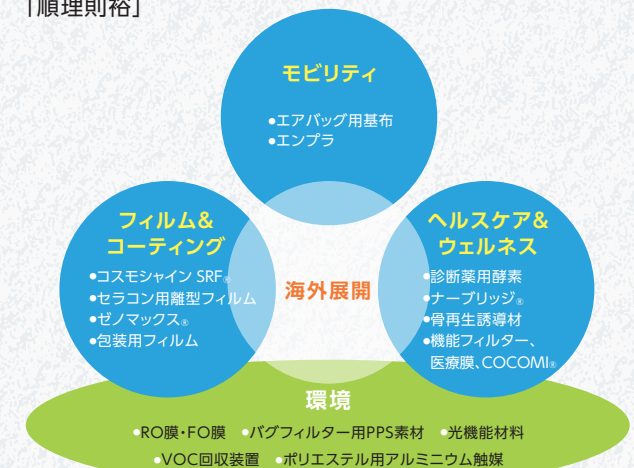 「順理則裕」
モビリティ
●エアバッグ用基布
●エンプラ
フィルム&
コーティング
●コスモシャイン SRF®
●セラコン用離型フィルム
●ゼノマックス®
●包装用フィルム
海外展開
ヘルスケア&
ウェルネス
●診断薬用酵素
●ナーブリッジ®
●骨再生誘導材
●機能フィルター、
医療膜、COCOMI®
環境
●RO膜・FO膜 ●バグフィルター用PPS素材 ●光機能材料
●VOC回収装置 ●ポリエステル用アルミニウム触媒